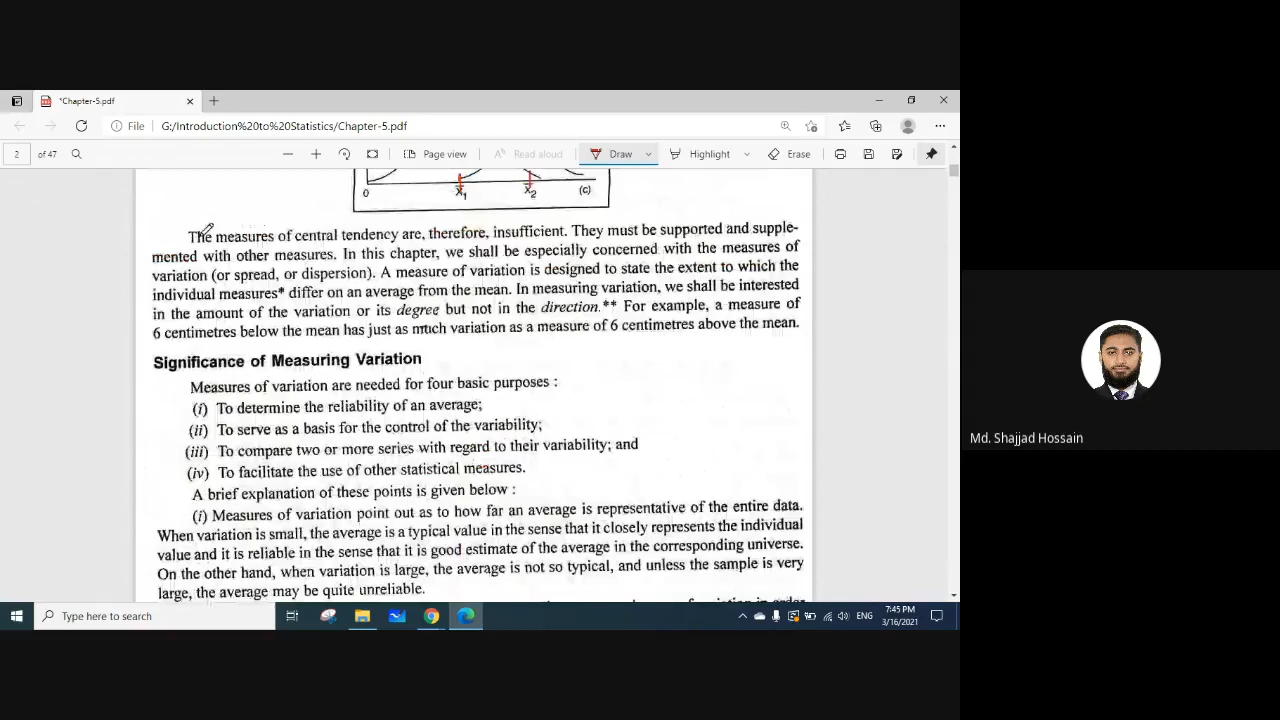 *Chapter-5.pdf
File G:/Introduction%20to%20Statistics/Chapter-5.pdf
2 of 47 Page view Read aloud Draw Highlight Erase
0 X̄1 X̄2 (c)
The measures of central tendency are, therefore, insufficient. They must be supported and supple-
mented with other measures. In this chapter, we shall be especially concerned with the measures of
variation (or spread, or dispersion). A measure of variation is designed to state the extent to which the
individual measures* differ on an average from the mean. In measuring variation, we shall be interested
in the amount of the variation or its degree but not in the direction.** For example, a measure of
6 centimetres below the mean has just as much variation as a measure of 6 centimetres above the mean.
Significance of Measuring Variation
Measures of variation are needed for four basic purposes :
(i) To determine the reliability of an average;
(ii) To serve as a basis for the control of the variability;
(iii) To compare two or more series with regard to their variability; and
(iv) To facilitate the use of other statistical measures.
A brief explanation of these points is given below :
(i) Measures of variation point out as to how far an average is representative of the entire data.
When variation is small, the average is a typical value in the sense that it closely represents the individual
value and it is reliable in the sense that it is good estimate of the average in the corresponding universe.
On the other hand, when variation is large, the average is not so typical, and unless the sample is very
large, the average may be quite unreliable.
Type here to search
ENG
7:45 PM
3/16/2021
Md. Shajjad Hossain